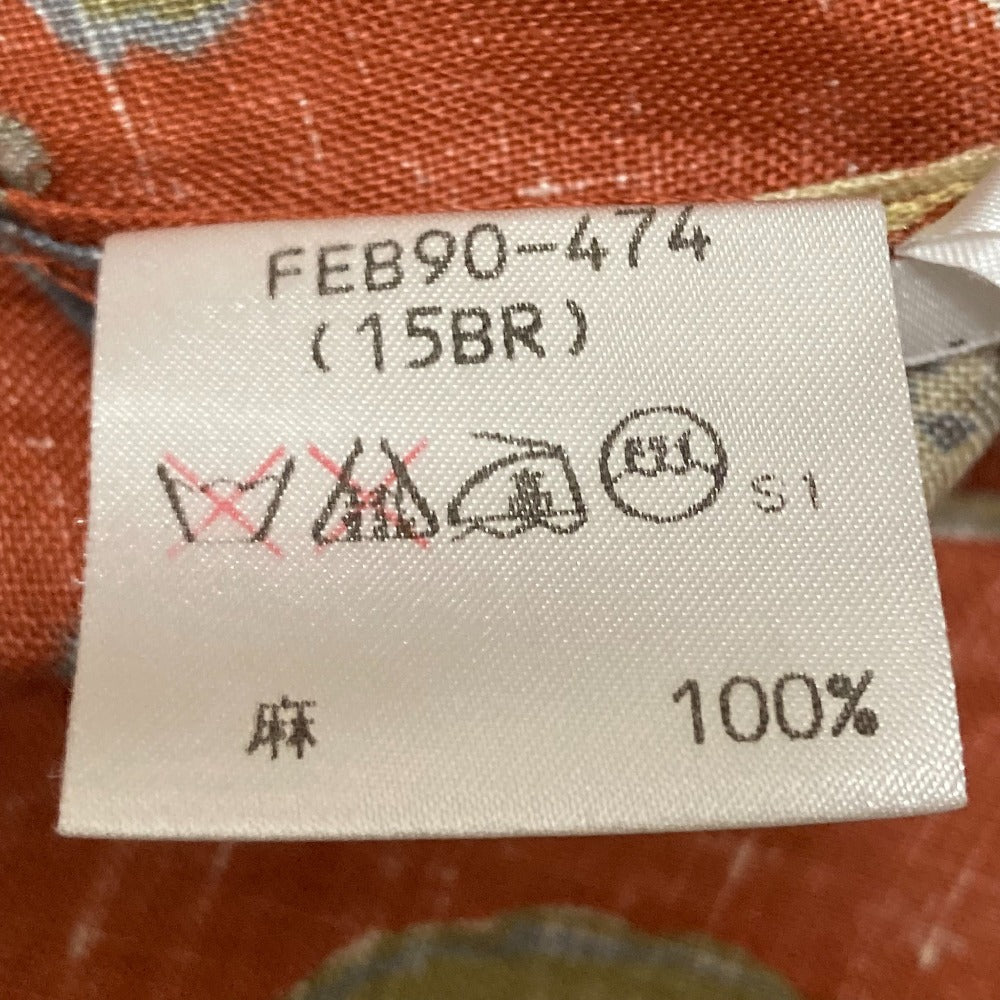 FEB90-474
(15BR)
S1
麻 100%